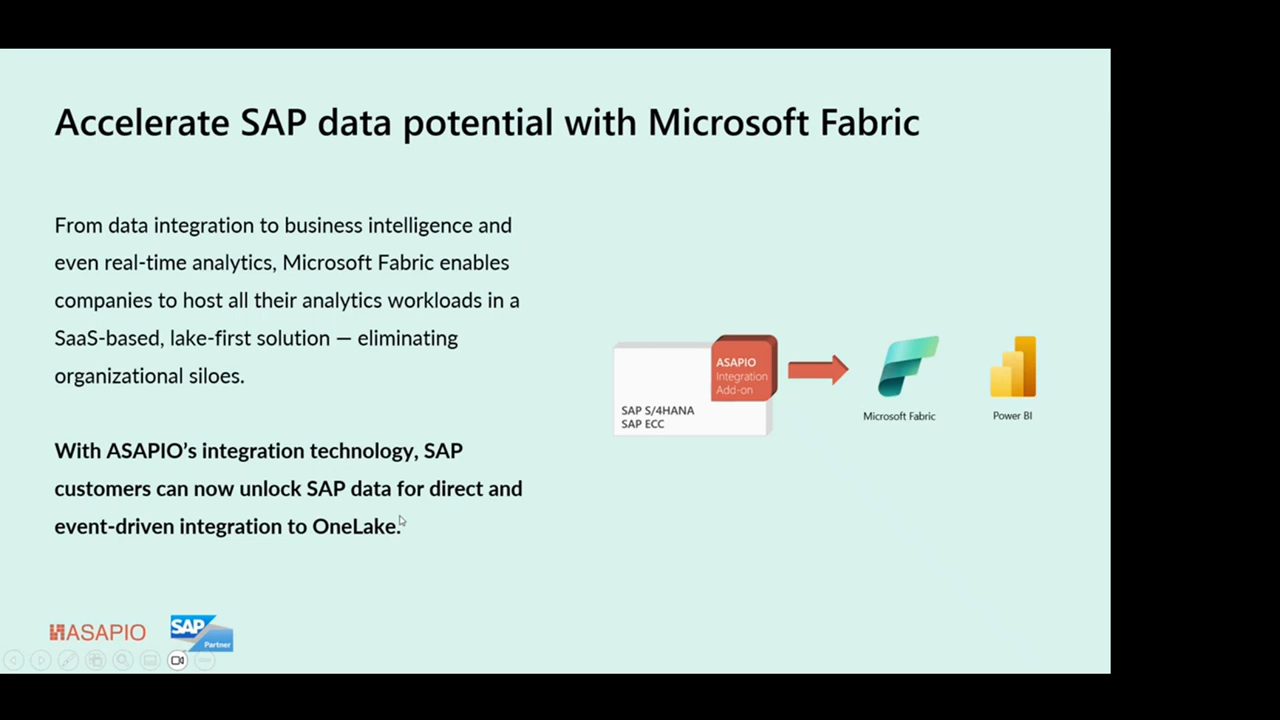 Accelerate SAP data potential with Microsoft Fabric
From data integration to business intelligence and
even real-time analytics, Microsoft Fabric enables
companies to host all their analytics workloads in a
SaaS-based, lake-first solution — eliminating
organizational siloes.
With ASAPIO’s integration technology, SAP
customers can now unlock SAP data for direct and
event-driven integration to OneLake.
ASAPIO
Integration
Add-on
SAP S/4HANA
SAP ECC
Microsoft Fabric
Power BI
ASAPIO
SAP
Partner